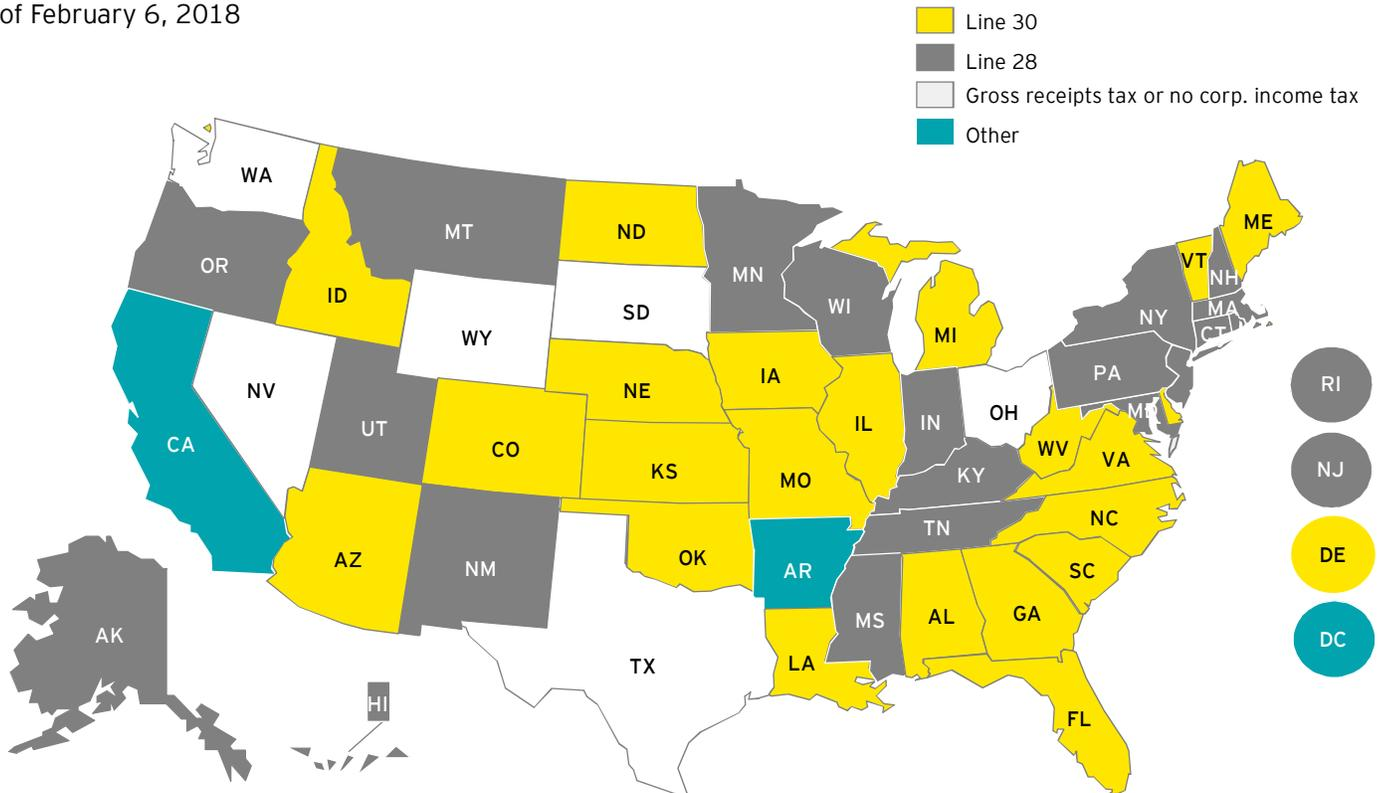 of February 6, 2018
Line 30
Line 28
Gross receipts tax or no corp. income tax
Other
WA
MT
ND
MN
OR
ID
SD
WI
WY
MI
ME
VT
NH
MA
NY
CT
NV
UT
CO
NE
IA
IL
IN
OH
PA
MD
RI
CA
KS
MO
KY
WV
VA
NJ
AZ
NM
OK
AR
TN
NC
SC
DE
AK
HI
TX
LA
MS
AL
GA
FL
DC